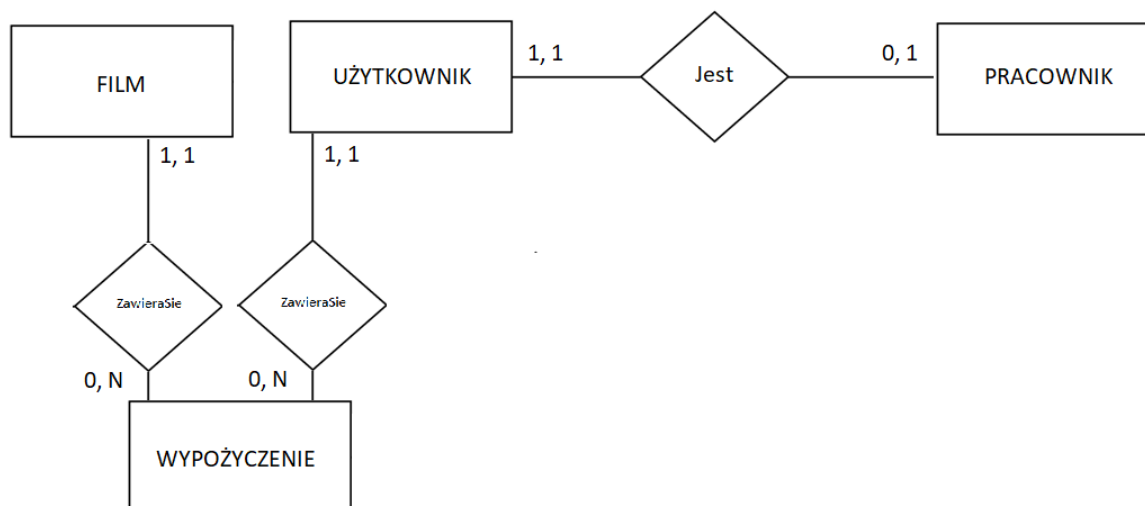 FILM
UŻYTKOWNIK
1, 1
Jest
0, 1
PRACOWNIK
1, 1
1, 1
ZawieraSie
ZawieraSie
0, N
0, N
WYPOŻYCZENIE